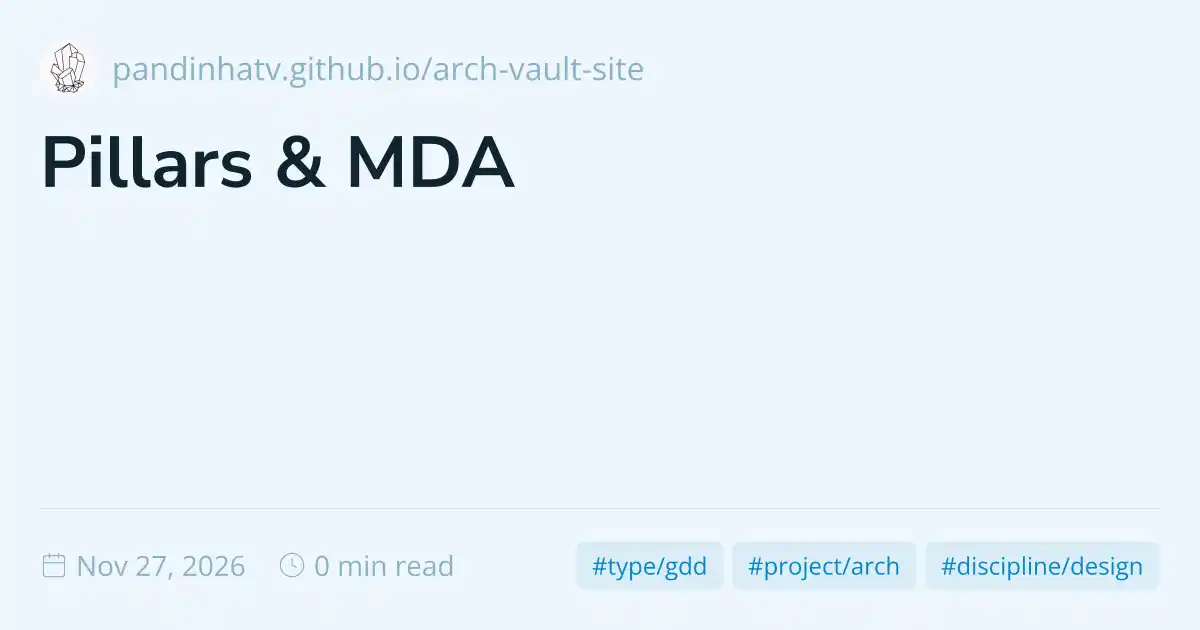 pandinhatv.github.io/arch-vault-site
Pillars & MDA
Nov 27, 2026 0 min read #type/gdd #project/arch #discipline/design